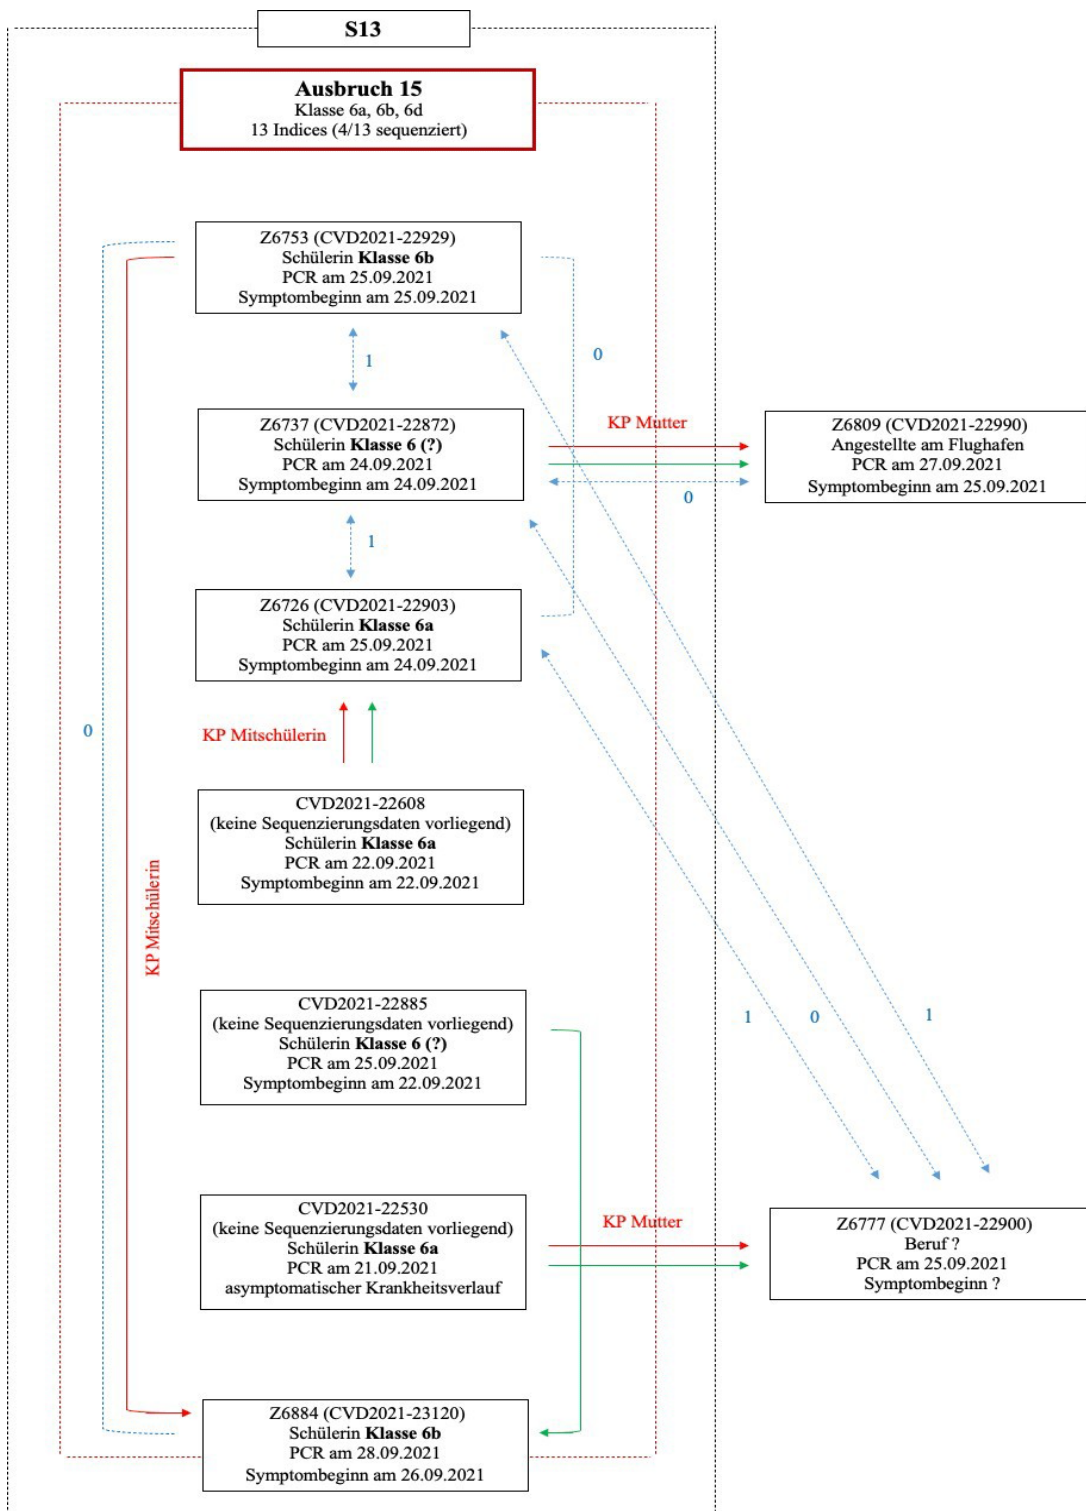 S13
Ausbruch 15
Klasse 6a, 6b, 6d
13 Indices (4/13 sequenziert)
Z6753 (CVD2021-22929)
Schülerin Klasse 6b
PCR am 25.09.2021
Symptombeginn am 25.09.2021
0
1
Z6737 (CVD2021-22872)
Schülerin Klasse 6 (?)
PCR am 24.09.2021
Symptombeginn am 24.09.2021
KP Mutter
0
Z6809 (CVD2021-22990)
Angestellte am Flughafen
PCR am 27.09.2021
Symptombeginn am 25.09.2021
1
Z6726 (CVD2021-22903)
Schülerin Klasse 6a
PCR am 25.09.2021
Symptombeginn am 24.09.2021
0
KP Mitschülerin
CVD2021-22608
(keine Sequenzierungsdaten vorliegend)
Schülerin Klasse 6a
PCR am 22.09.2021
Symptombeginn am 22.09.2021
KP Mitschülerin
CVD2021-22885
(keine Sequenzierungsdaten vorliegend)
Schülerin Klasse 6 (?)
PCR am 25.09.2021
Symptombeginn am 22.09.2021
1
0
1
CVD2021-22530
(keine Sequenzierungsdaten vorliegend)
Schülerin Klasse 6a
PCR am 21.09.2021
asymptomatischer Krankheitsverlauf
KP Mutter
Z6777 (CVD2021-22900)
Beruf ?
PCR am 25.09.2021
Symptombeginn ?
Z6884 (CVD2021-23120)
Schülerin Klasse 6b
PCR am 28.09.2021
Symptombeginn am 26.09.2021